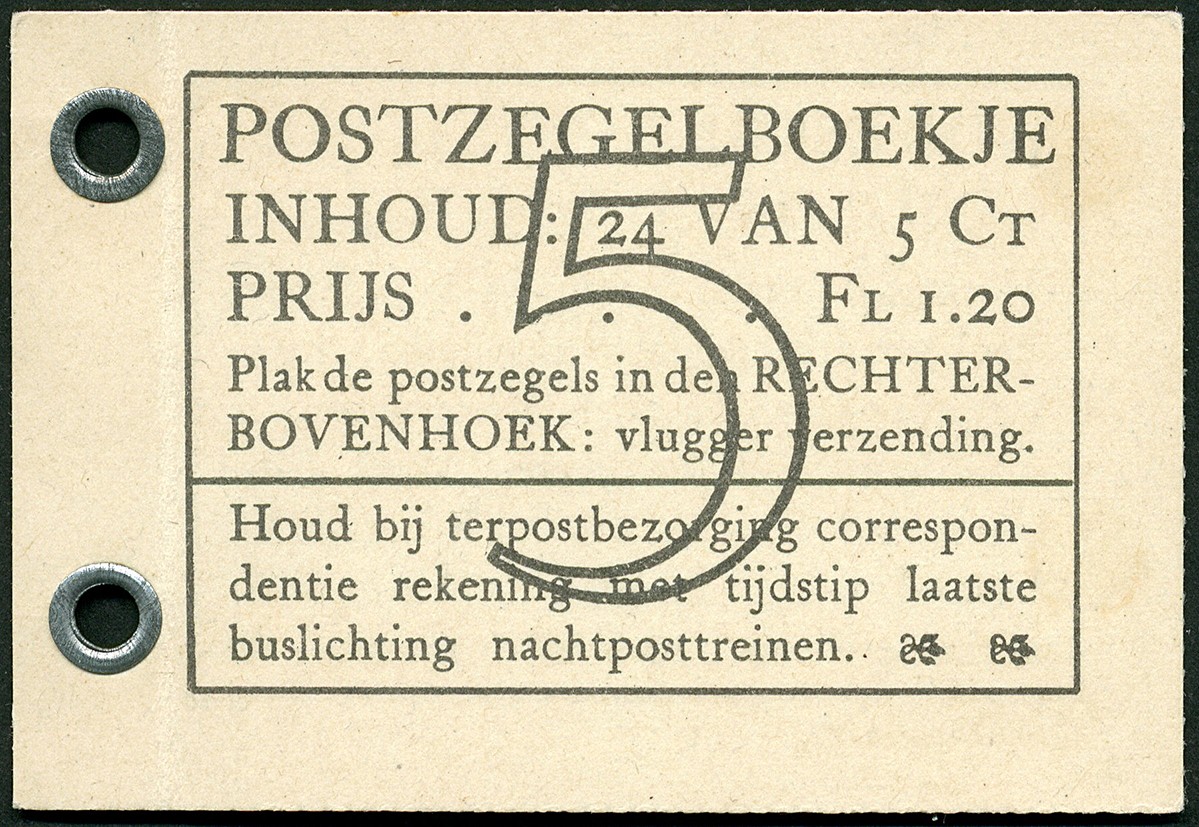 POSTZEGELBOEKJE
INHOUD: 24 VAN 5 CT
PRIJS . . . FL 1.20
Plak de postzegels in den RECHTER-
BOVENHOEK: vlugger verzending.
5
Houd bij terpostbezorging correspon-
dentie rekening met tijdstip laatste
buslichting nachtposttreinen.